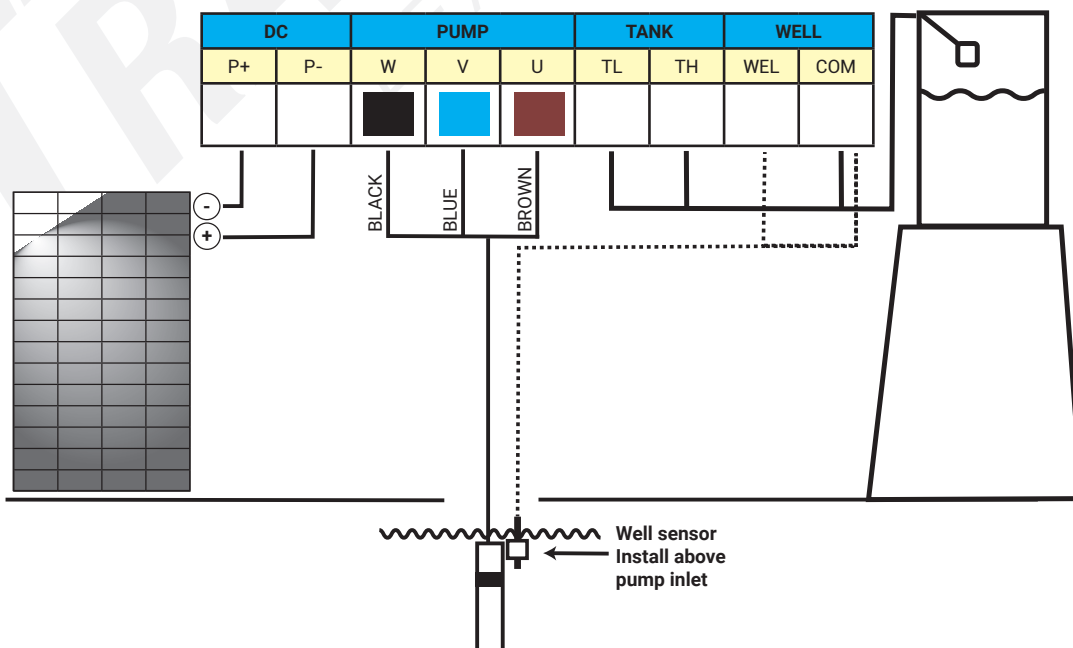 DC PUMP TANK WELL
P+ P- W V U TL TH WEL COM
BLACK
BLUE
BROWN
-
+
Well sensor
Install above
pump inlet